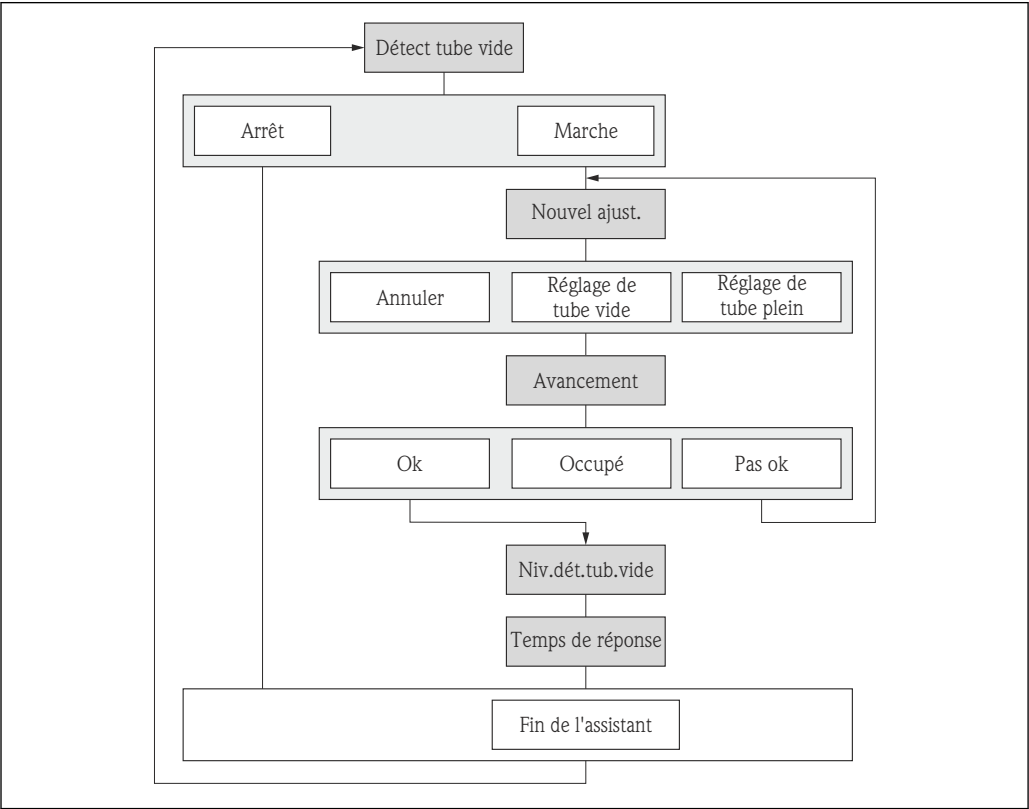 Détect tube vide
Arrêt
Marche
Nouvel ajust.
Annuler
Réglage de
tube vide
Réglage de
tube plein
Avancement
Ok
Occupé
Pas ok
Niv.dét.tub.vide
Temps de réponse
Fin de l'assistant